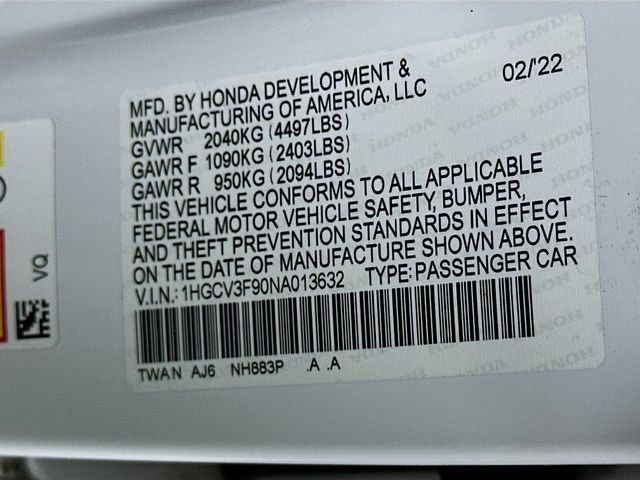 MFD. BY HONDA DEVELOPMENT & 02/'22
MANUFACTURING OF AMERICA, LLC
GVWR 2040KG (4497LBS)
GAWR F 1090KG (2403LBS)
GAWR R 950KG (2094LBS)
THIS VEHICLE CONFORMS TO ALL APPLICABLE
FEDERAL MOTOR VEHICLE SAFETY, BUMPER,
AND THEFT PREVENTION STANDARDS IN EFFECT
ON THE DATE OF MANUFACTURE SHOWN ABOVE.
V.I.N.: 1HGCV3F90NA013632 TYPE: PASSENGER CAR
TWAN AJ6 NH883P .A .A
VQ